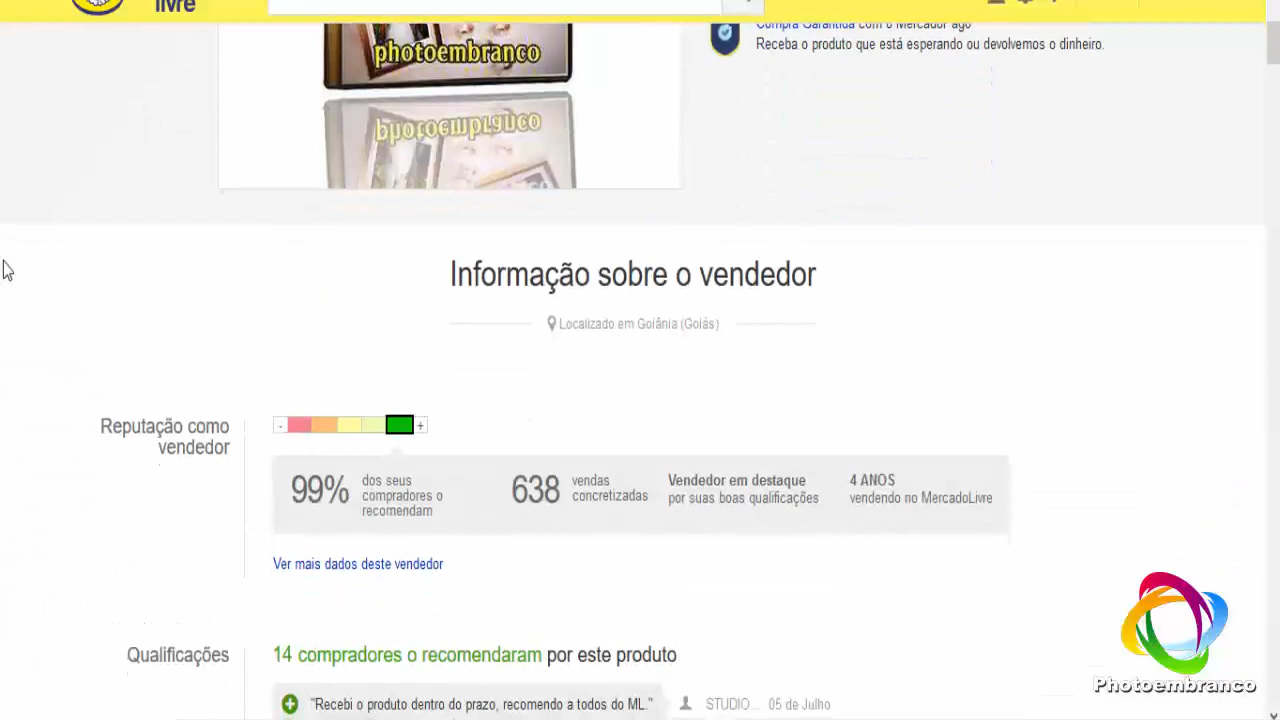 livre
Compra Garantida com o Mercador ago
Receba o produto que está esperando ou devolvemos o dinheiro.
photoembranco
photoembranco
Informação sobre o vendedor
Localizado em Goiânia (Goiás)
Reputação como
vendedor
- +
99% dos seus compradores o recomendam
638 vendas concretizadas
Vendedor em destaque
por suas boas qualificações
4 ANOS
vendendo no MercadoLivre
Ver mais dados deste vendedor
Qualificações
14 compradores o recomendaram por este produto
"Recebi o produto dentro do prazo, recomendo a todos do ML."
STUDIO... 05 de Julho
Photoembranco